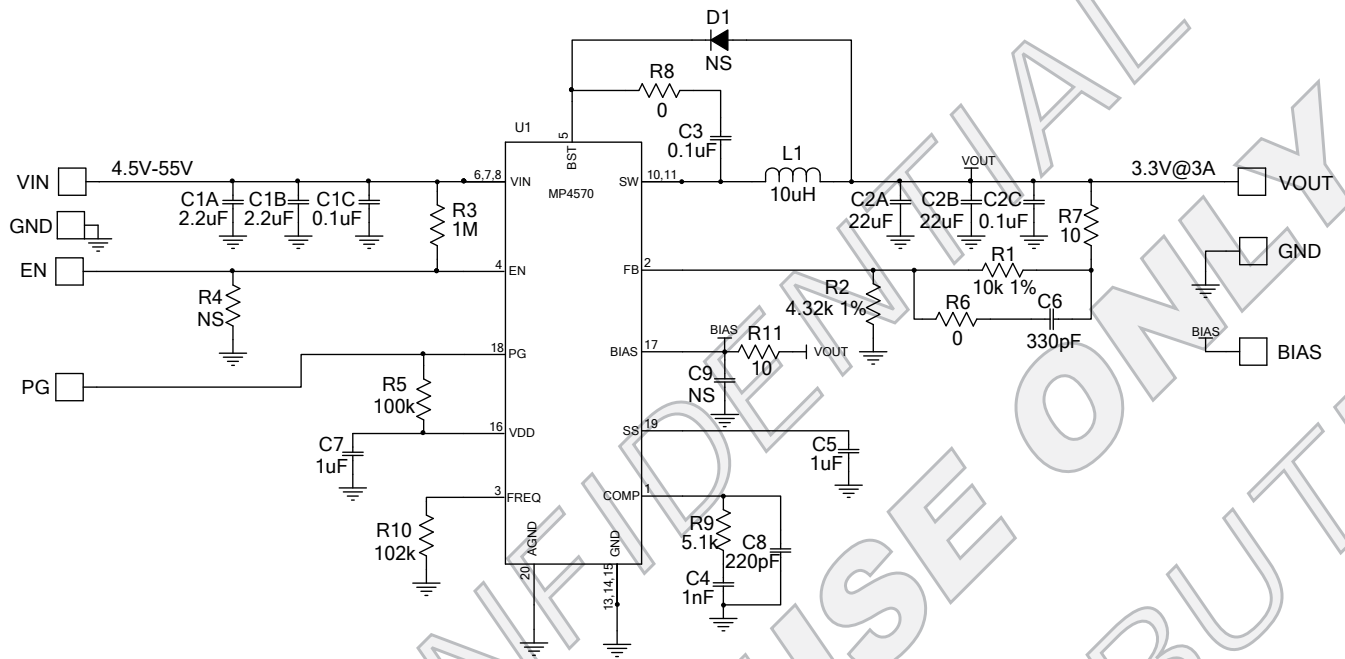 D1
NS
R8
0
U1
5
C3
0.1uF
BST
L1
10uH
VIN
4.5V-55V
6,7,8
VIN
MP4570
SW
10,11
VOUT
3.3V@3A
VOUT
C1A
2.2uF
C1B
2.2uF
C1C
0.1uF
R3
1M
C2A
22uF
C2B
22uF
C2C
0.1uF
R7
10
GND
GND
EN
4
EN
FB
2
R1
10k 1%
R4
NS
R2
4.32k 1%
R6
0
C6
330pF
PG
18
PG
BIAS
17
BIAS
R11
10
VOUT
BIAS
BIAS
R5
100k
C9
NS
C7
1uF
16
VDD
SS
19
C5
1uF
3
FREQ
COMP
1
R10
102k
R9
5.1k
C8
220pF
C4
1nF
AGND
GND
20
13,14,15
NFIDENTIAL
USE ONLY
BUT